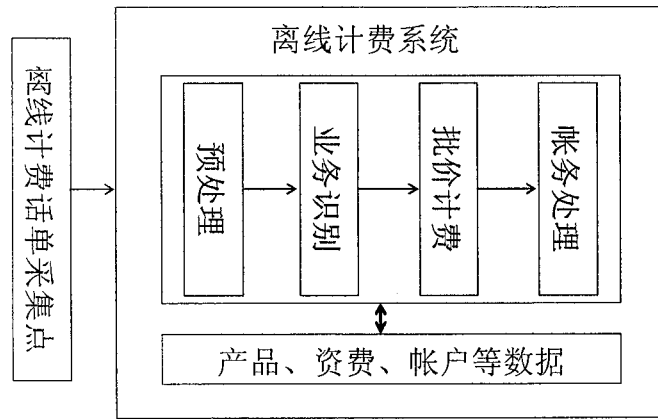 离线计费系统
离线计费话单采集点
预处理
业务识别
批价计费
帐务处理
产品、资费、帐户等数据